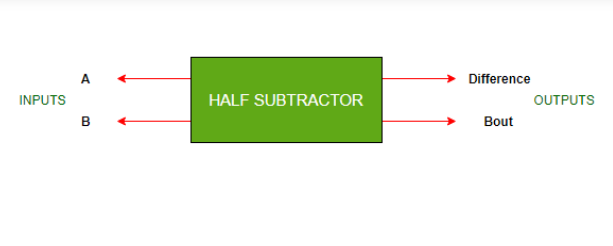 A
Difference
INPUTS
HALF SUBTRACTOR
OUTPUTS
B
Bout